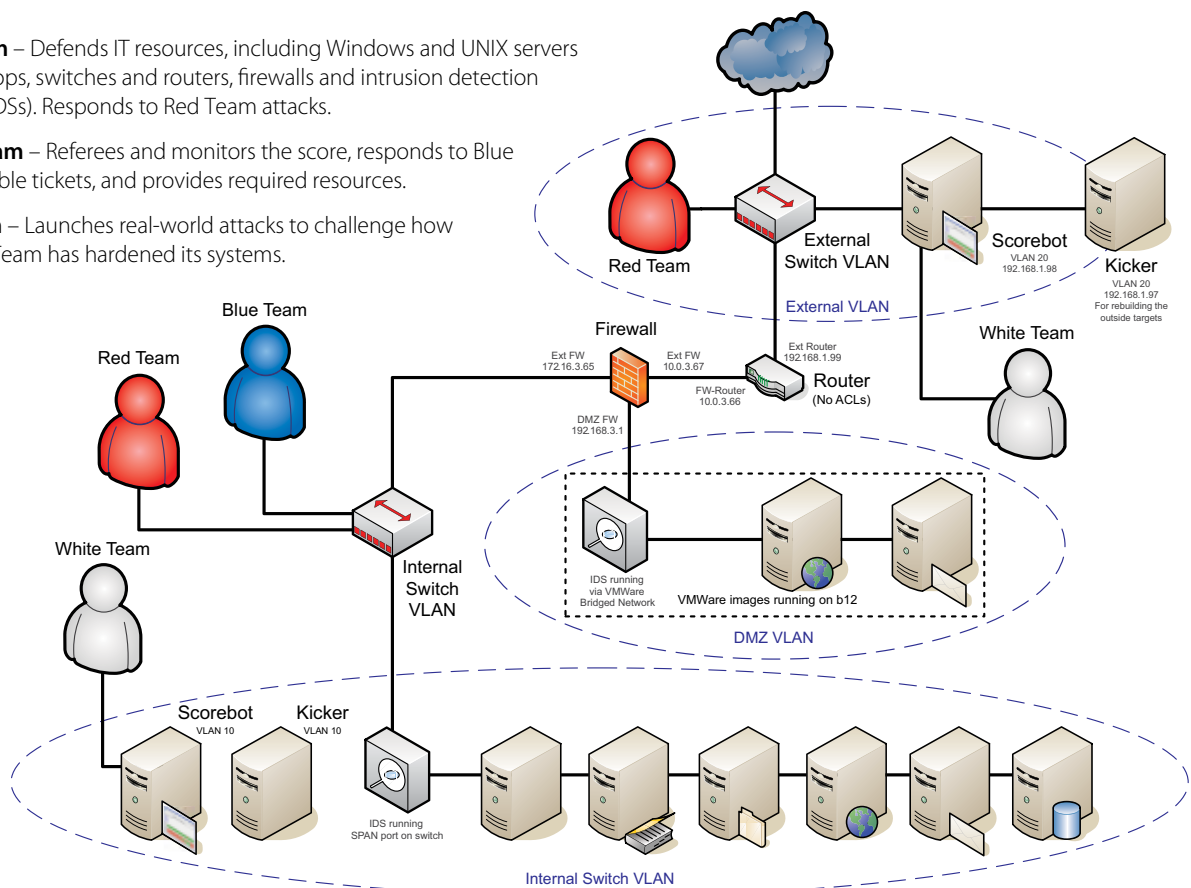 – Defends IT resources, including Windows and UNIX servers
switches and routers, firewalls and intrusion detection
Responds to Red Team attacks.
– Referees and monitors the score, responds to Blue
tickets, and provides required resources.
– Launches real-world attacks to challenge how
Team has hardened its systems.
Red Team
External
Switch VLAN
Scorebot
VLAN 20
192.168.1.98
Kicker
VLAN 20
192.168.1.97
For rebuilding the
outside targets
External VLAN
White Team
Blue Team
Red Team
Firewall
Ext FW
172.16.3.65
Ext FW
10.0.3.67
Ext Router
192.168.1.99
Router
(No ACLs)
FW-Router
10.0.3.66
DMZ FW
192.168.3.1
White Team
Internal
Switch
VLAN
IDS running
via VMWare
Bridged Network
VMWare images running on b12
DMZ VLAN
Scorebot
VLAN 10
Kicker
VLAN 10
IDS running
SPAN port on switch
Internal Switch VLAN